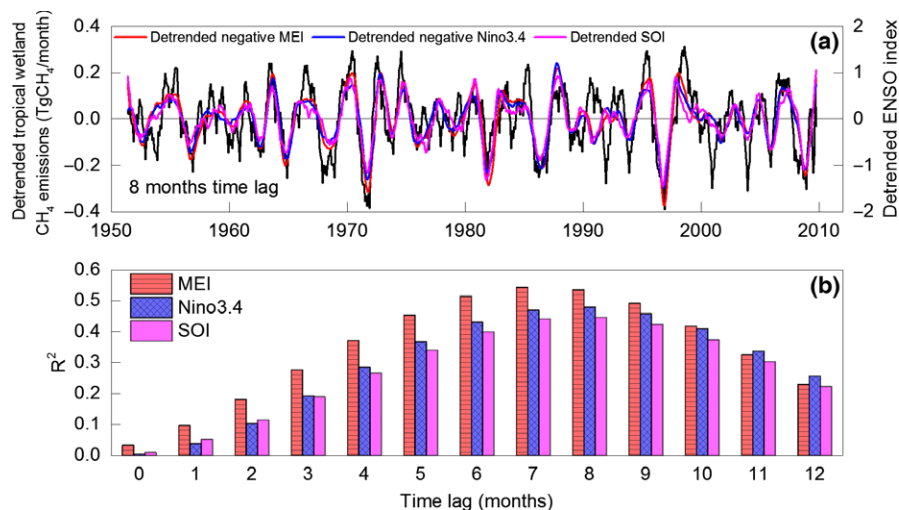 Detrended tropical wetland
CH4 emissions (TgCH4/month)
0.4
0.2
0.0
−0.2
−0.4
Detrended negative MEI
Detrended negative Nino3.4
Detrended SOI
(a)
8 months time lag
2
1
0
−1
−2
Detrended ENSO index
1950
1960
1970
1980
1990
2000
2010
R2
0.6
0.5
0.4
0.3
0.2
0.1
0.0
MEI
Nino3.4
SOI
(b)
0
1
2
3
4
5
6
7
8
9
10
11
12
Time lag (months)